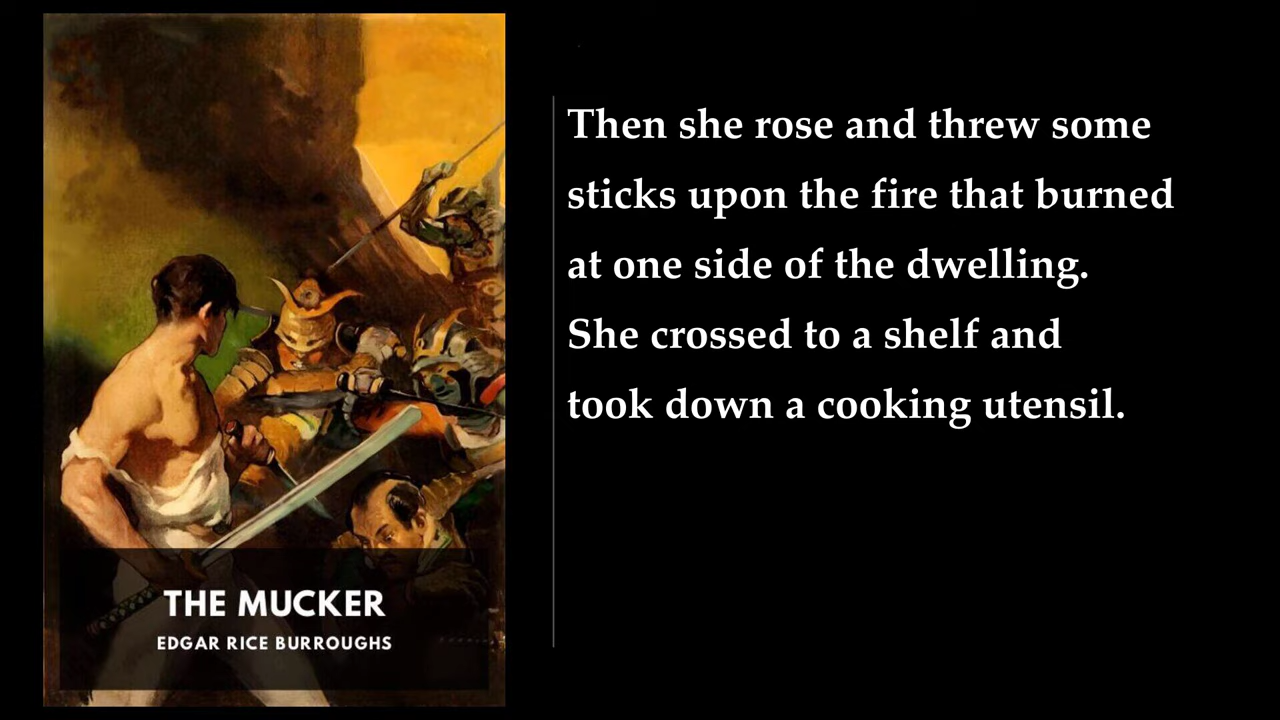 THE MUCKER
EDGAR RICE BURROUGHS
Then she rose and threw some
sticks upon the fire that burned
at one side of the dwelling.
She crossed to a shelf and
took down a cooking utensil.